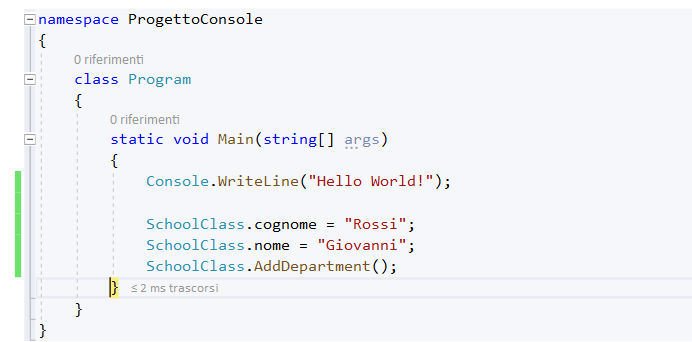 namespace ProgettoConsole
{
0 riferimenti
class Program
{
0 riferimenti
static void Main(string[] args)
{
Console.WriteLine("Hello World!");
SchoolClass.cognome = "Rossi";
SchoolClass.nome = "Giovanni";
SchoolClass.AddDepartment();
} ≤ 2 ms trascorsi
}
}